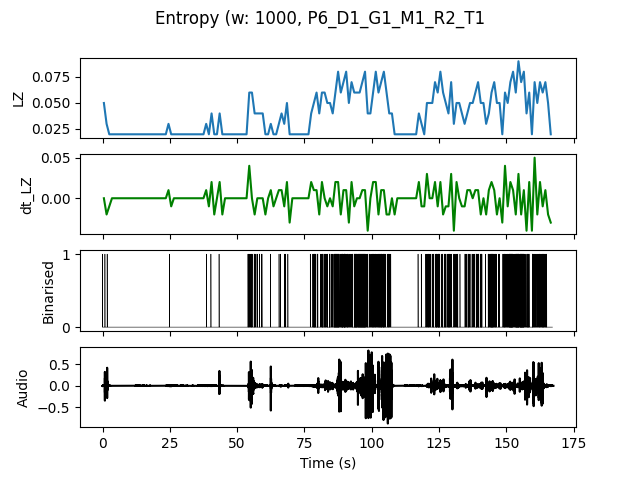 Entropy (w: 1000, P6_D1_G1_M1_R2_T1
LZ
0.075
0.050
0.025
dt_LZ
0.05
0.00
Binarised
1
0
Audio
0.5
0.0
−0.5
0 25 50 75 100 125 150 175
Time (s)